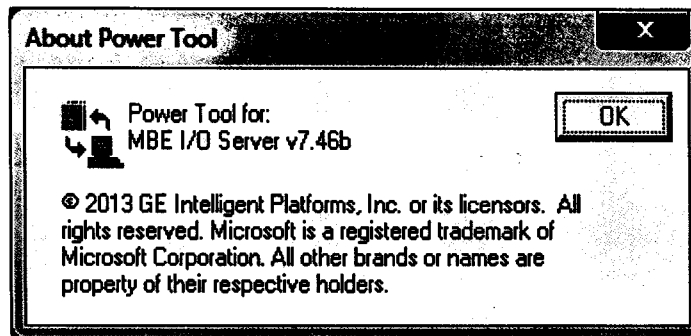 About Power Tool
X
Power Tool for:
OK
MBE I/O Server v7.46b
© 2013 GE Intelligent Platforms, Inc. or its licensors. All
rights reserved. Microsoft is a registered trademark of
Microsoft Corporation. All other brands or names are
property of their respective holders.